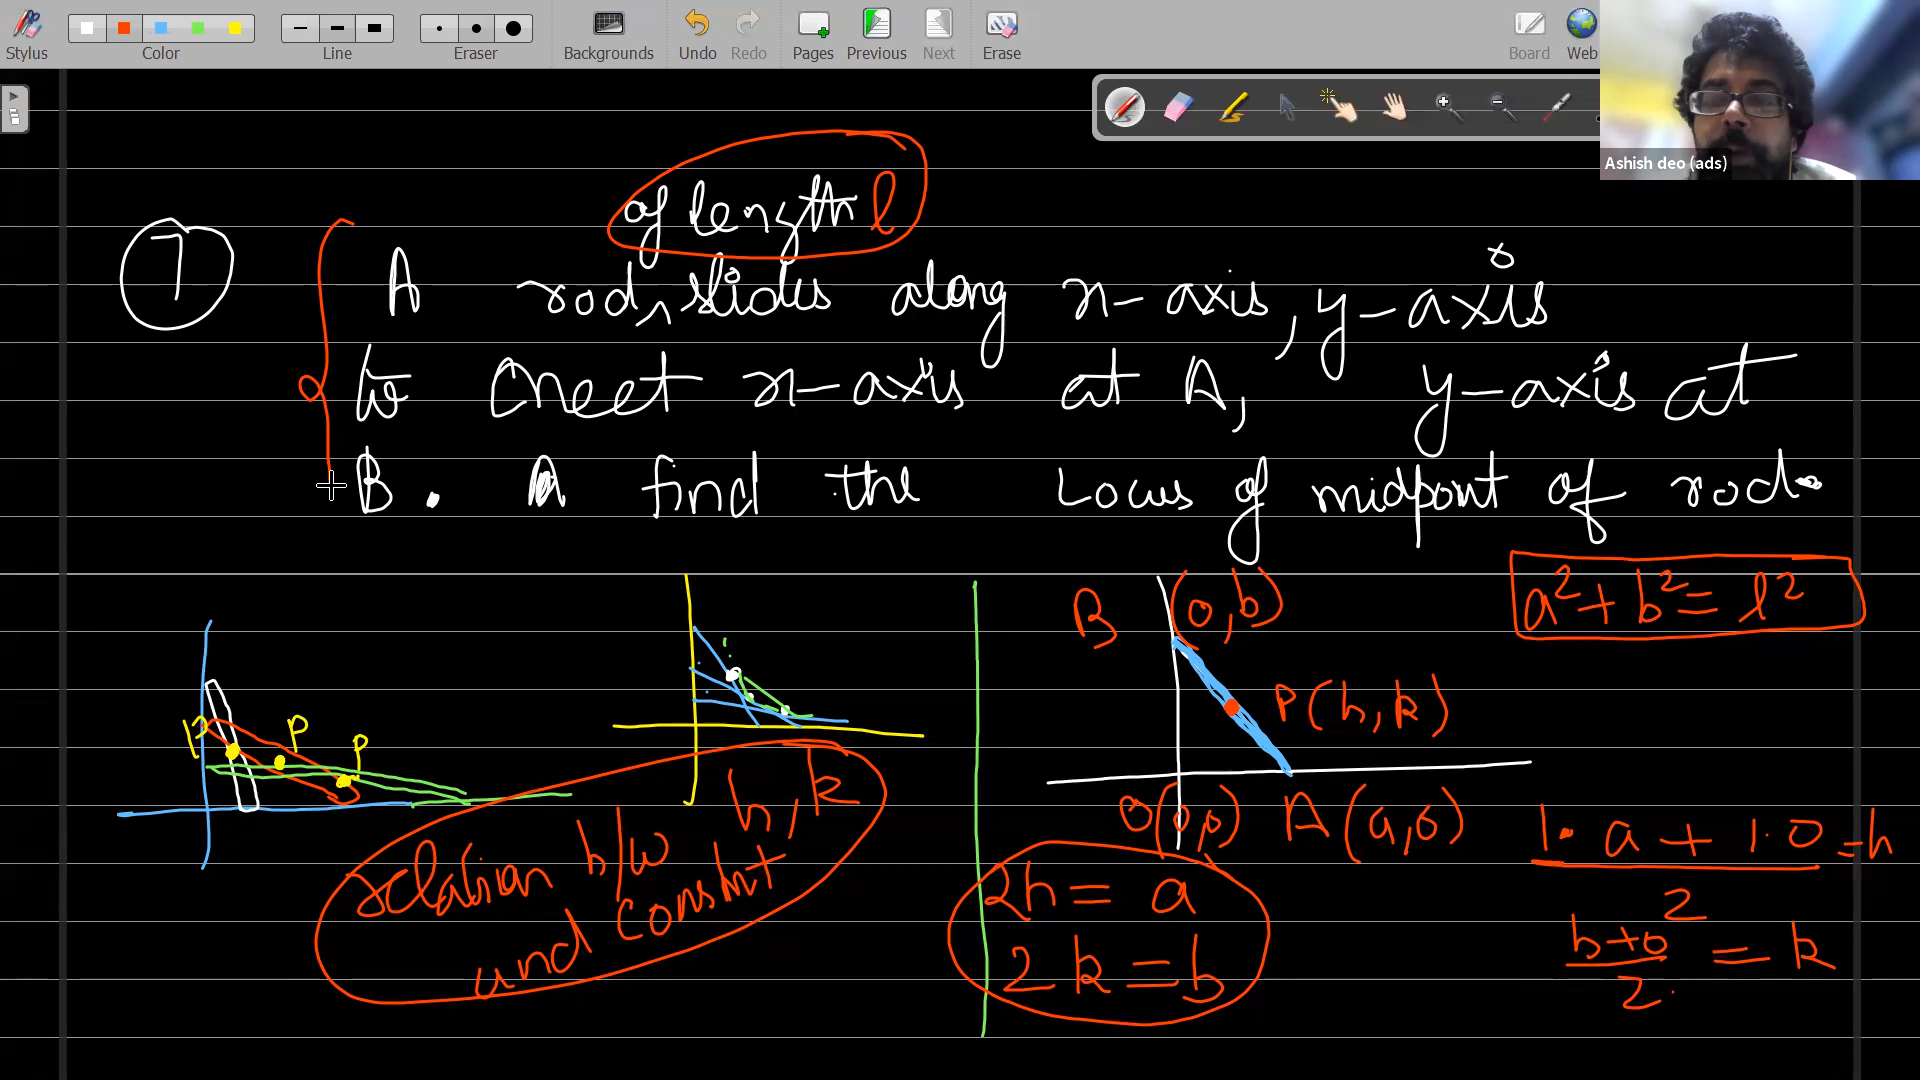 Stylus
Color
Line
Eraser
Backgrounds
Undo
Redo
Pages
Previous
Next
Erase
Board
Web
Ashish deo (ads)
of length l
7
A rod, slides along x-axis, y-axis
to meet x-axis at A, y-axis at
B. find the Locus of midpoint of rod.
a² + b² = l²
B (0, b)
P(h, k)
P P P
O(0,0) A(a,0)
1. a + 1.0 = h
2
relation b/w h, k
and constnt
2h = a
2k = b
b+0 = k
2